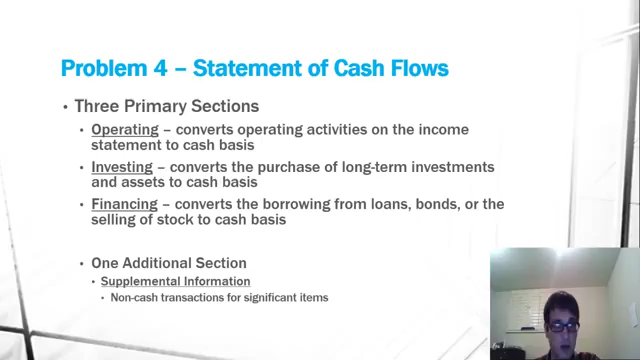 Problem 4 – Statement of Cash Flows
• Three Primary Sections
• Operating – converts operating activities on the income
statement to cash basis
• Investing – converts the purchase of long-term investments
and assets to cash basis
• Financing – converts the borrowing from loans, bonds, or the
selling of stock to cash basis
• One Additional Section
• Supplemental Information
• Non-cash transactions for significant items